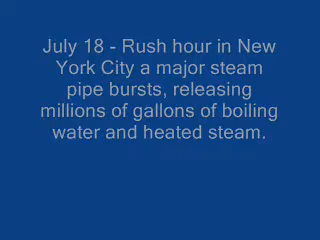 July 18 - Rush hour in New
York City a major steam
pipe bursts, releasing
millions of gallons of boiling
water and heated steam.